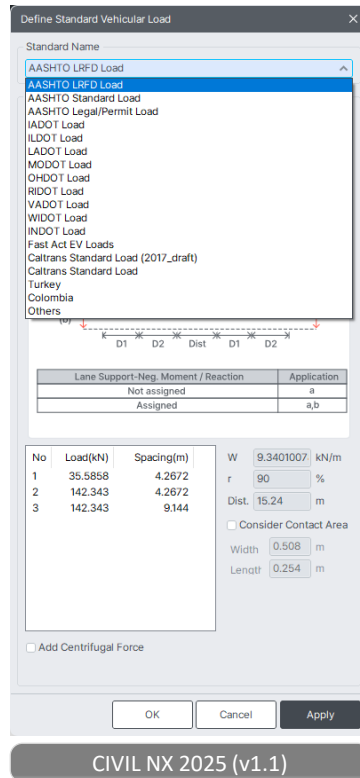 Define Standard Vehicular Load
Standard Name
AASHTO LRFD Load
AASHTO LRFD Load
AASHTO Standard Load
AASHTO Legal/Permit Load
IADOT Load
ILDOT Load
LADOT Load
MODOT Load
OHDOT Load
RIDOT Load
VADOT Load
WIDOT Load
INDOT Load
Fast Act EV Loads
Caltrans Standard Load (2017_draft)
Caltrans Standard Load
Turkey
Colombia
Others
(b)
D1 D2 Dist D1 D2
Lane Support-Neg. Moment / Reaction Application
Not assigned a
Assigned a,b
No Load(kN) Spacing(m)
1 35.5858 4.2672
2 142.343 4.2672
3 142.343 9.144
W 9.3401007 kN/m
r 90 %
Dist. 15.24 m
Consider Contact Area
Width 0.508 m
Length 0.254 m
Add Centrifugal Force
OK Cancel Apply
CIVIL NX 2025 (v1.1)